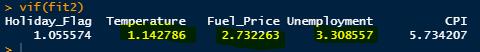 > vif(fit2)
Holiday_Flag Temperature Fuel_Price Unemployment CPI
1.055574 1.142786 2.732263 3.308557 5.734207
>